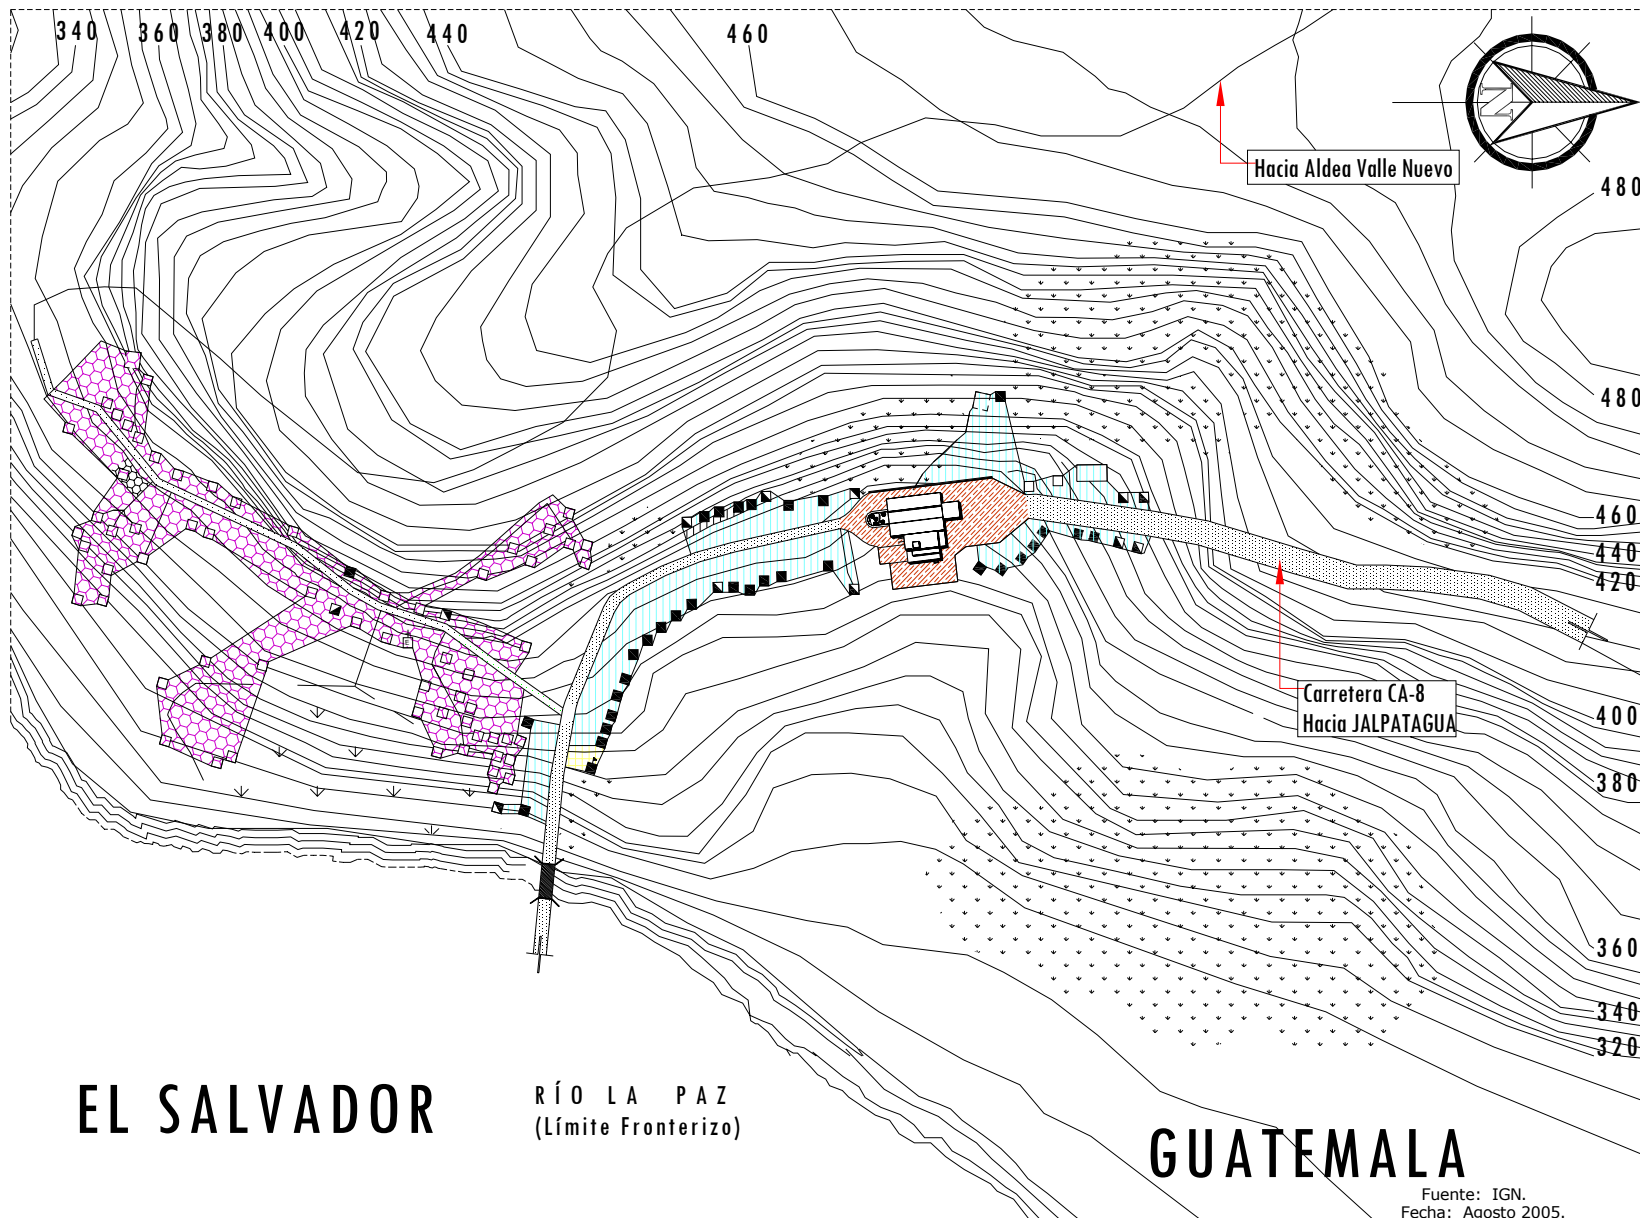 340 360 380 400 420 440 460
N
Hacia Aldea Valle Nuevo
480
480
460
440
420
Carretera CA-8
Hacia JALPATAGUA
400
380
360
340
320
EL SALVADOR
RÍO LA PAZ
(Límite Fronterizo)
GUATEMALA
Fuente: IGN.
Fecha: Agosto 2005.